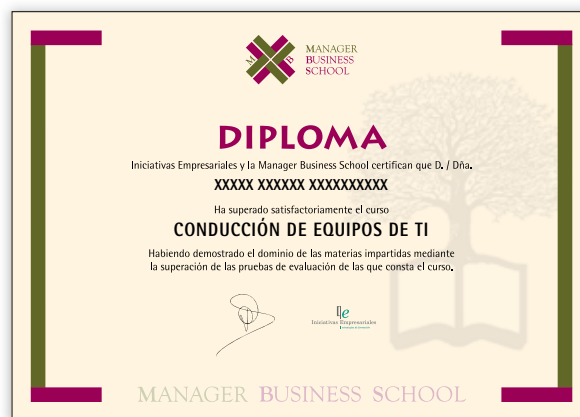 M B
MANAGER
BUSINESS
SCHOOL
DIPLOMA
Iniciativas Empresariales y la Manager Business School certifican que D. / Dña.
XXXXX XXXXXX XXXXXXXXXX
Ha superado satisfactoriamente el curso
CONDUCCIÓN DE EQUIPOS DE TI
Habiendo demostrado el dominio de las materias impartidas mediante
la superación de las pruebas de evaluación de las que consta el curso.
Iniciativas Empresariales
MANAGER BUSINESS SCHOOL